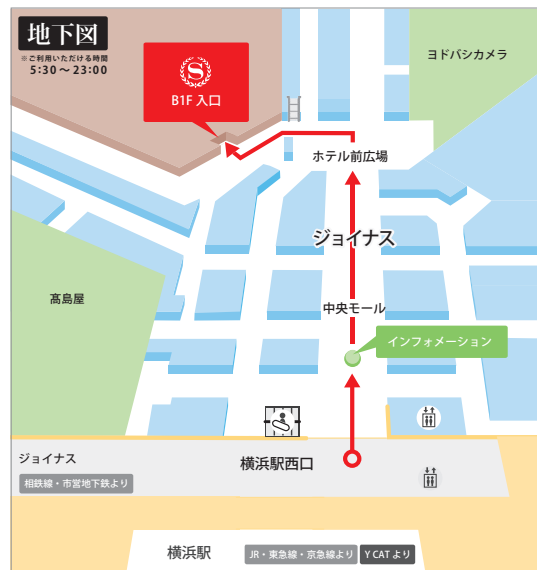 地下図
※ご利用いただける時間
5:30～23:00
S
B1F 入口
ヨドバシカメラ
ホテル前広場
ジョイナス
中央モール
髙島屋
インフォメーション
ジョイナス
相鉄線・市営地下鉄より
横浜駅西口
横浜駅
JR・東急線・京急線より
Y CAT より